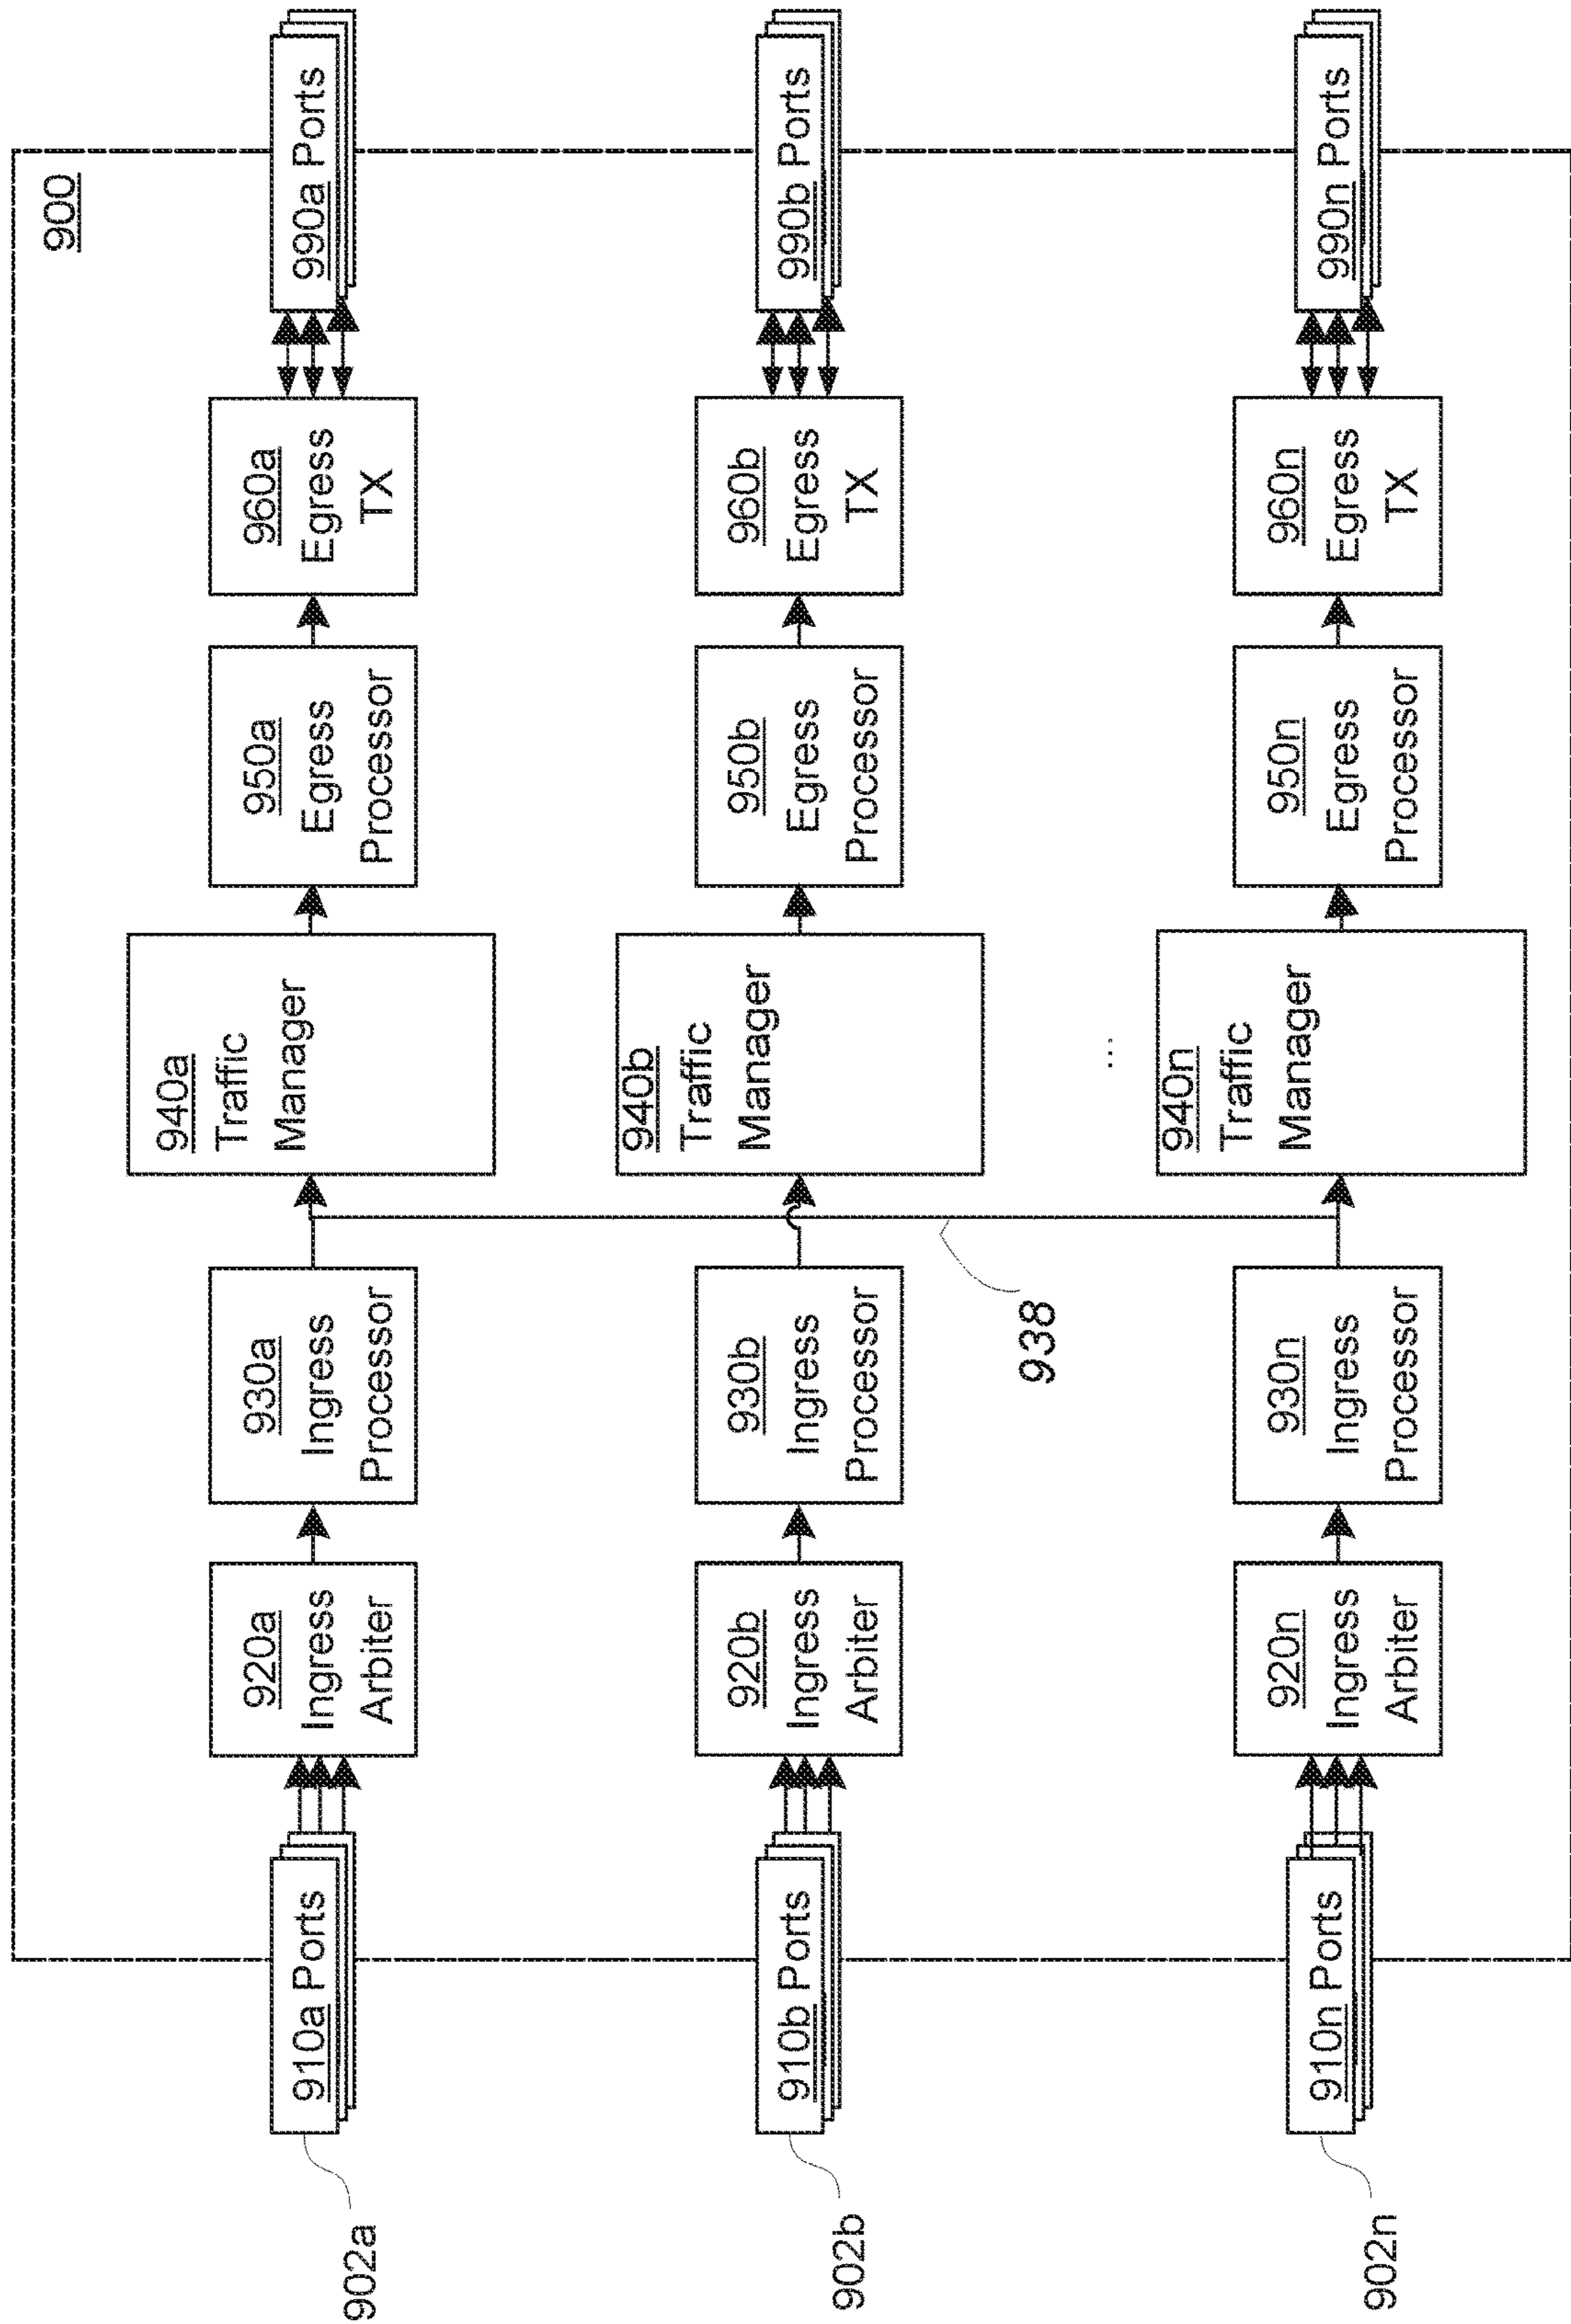 900
902a
910a Ports
920a
Ingress
Arbiter
930a
Ingress
Processor
940a
Traffic
Manager
950a
Egress
Processor
960a
Egress
TX
990a Ports
902b
910b Ports
920b
Ingress
Arbiter
930b
Ingress
Processor
940b
Traffic
Manager
950b
Egress
Processor
960b
Egress
TX
990b Ports
938
...
902n
910n Ports
920n
Ingress
Arbiter
930n
Ingress
Processor
940n
Traffic
Manager
950n
Egress
Processor
960n
Egress
TX
990n Ports